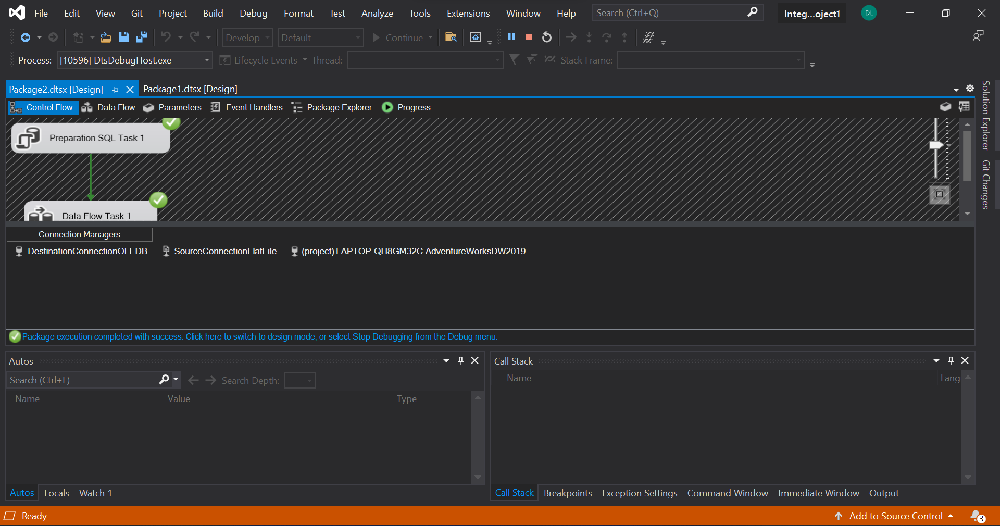 File Edit View Git Project Build Debug Format Test Analyze Tools Extensions Window Help Search (Ctrl+Q) Integ...oject1 DL
Develop Default Continue
Process: [10596] DtsDebugHost.exe Lifecycle Events Thread: Stack Frame:
Package2.dtsx [Design] Package1.dtsx [Design]
Control Flow Data Flow Parameters Event Handlers Package Explorer Progress
Preparation SQL Task 1
Data Flow Task 1
Connection Managers
DestinationConnectionOLEDB SourceConnectionFlatFile (project) LAPTOP-QH8GM32C.AdventureWorksDW2019
Package execution completed with success. Click here to switch to design mode, or select Stop Debugging from the Debug menu.
Solution Explorer
Git Changes
Autos
Search (Ctrl+E) Search Depth:
Name Value Type
Autos Locals Watch 1
Call Stack
Name Lang
Call Stack Breakpoints Exception Settings Command Window Immediate Window Output
Ready Add to Source Control 3